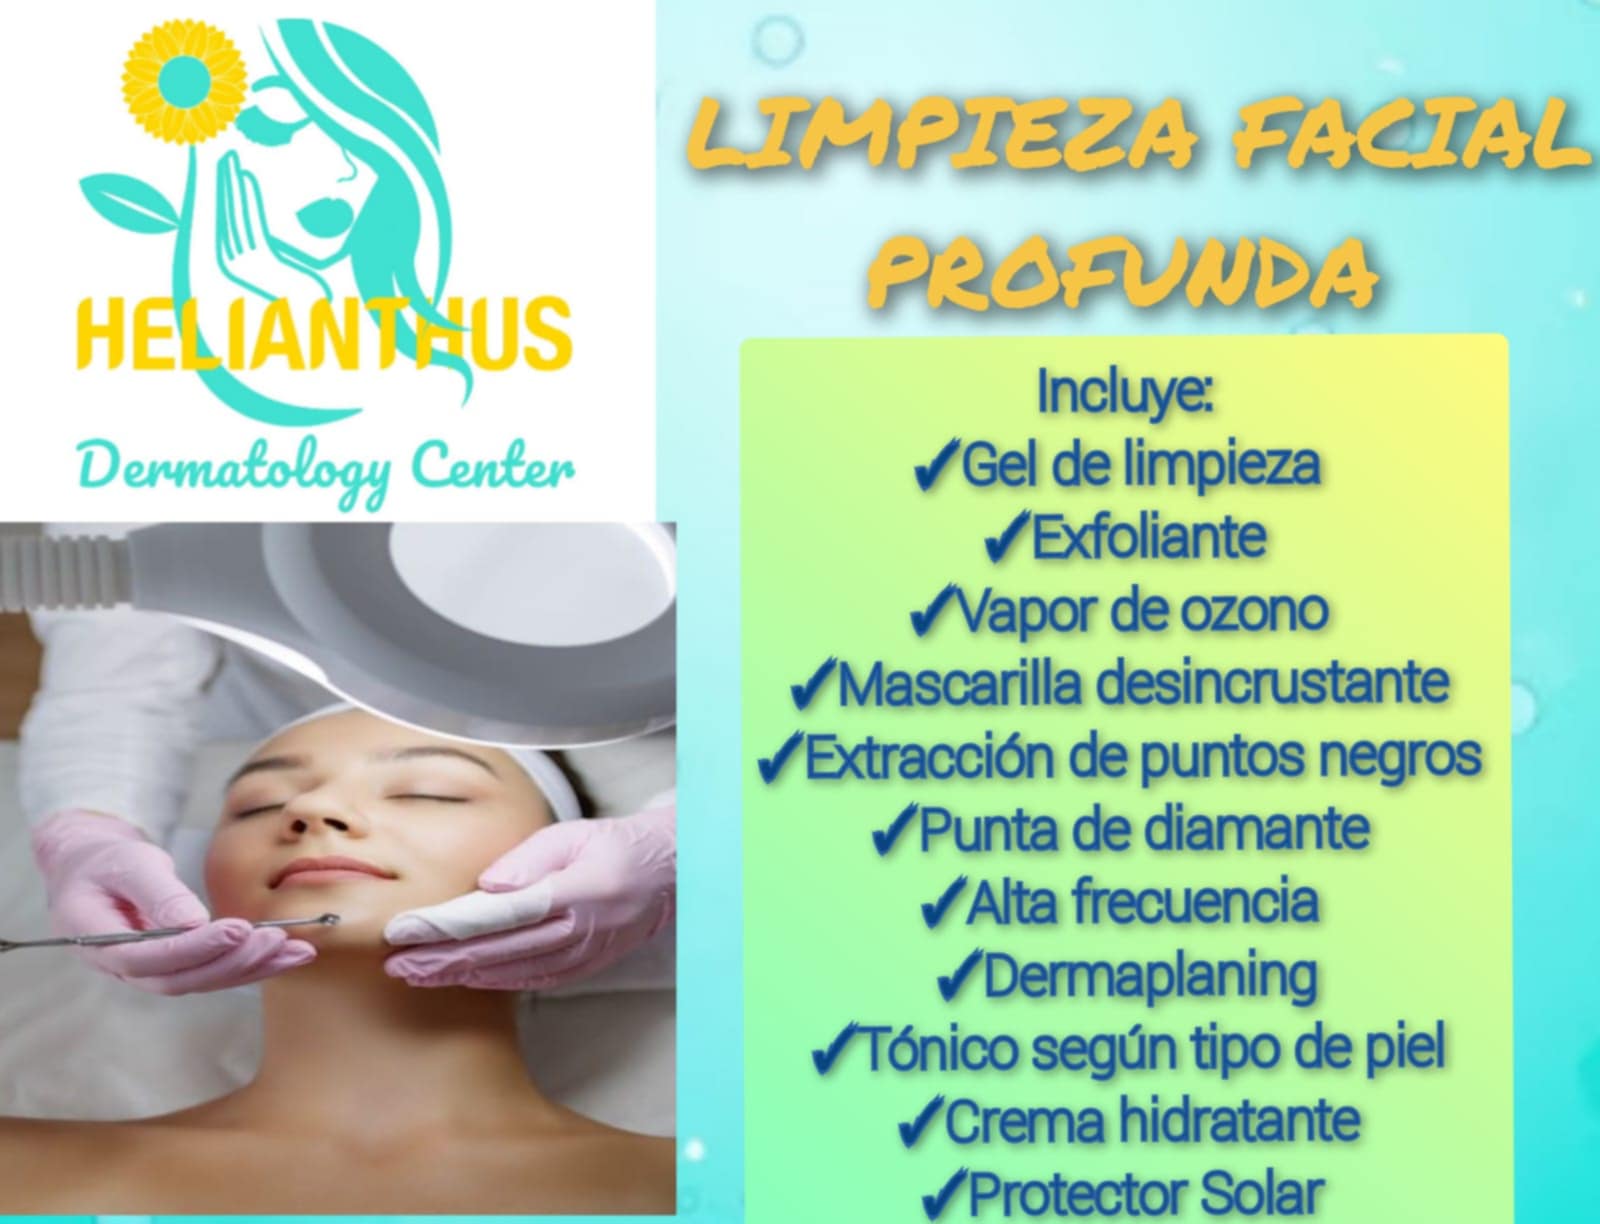 HELIANTHUS
Dermatology Center
LIMPIEZA FACIAL
PROFUNDA
Incluye:
✓Gel de limpieza
✓Exfoliante
✓Vapor de ozono
✓Mascarilla desincrustante
✓Extracción de puntos negros
✓Punta de diamante
✓Alta frecuencia
✓Dermaplaning
✓Tónico según tipo de piel
✓Crema hidratante
✓Protector Solar